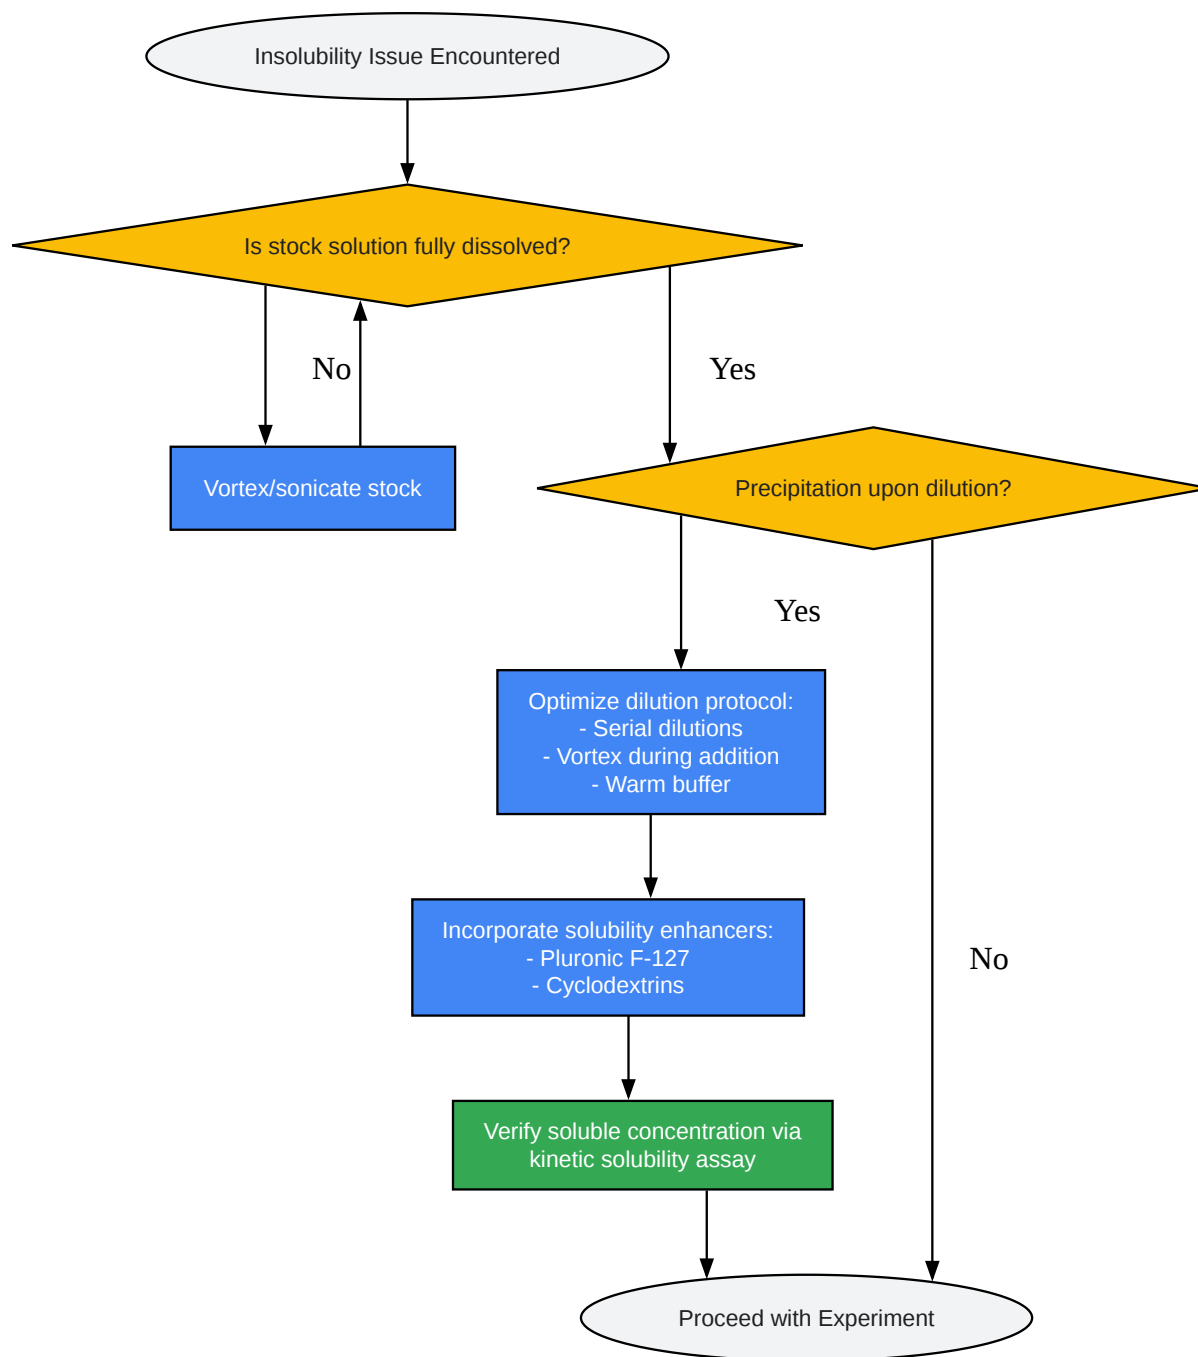 Insolubility Issue Encountered
Is stock solution fully dissolved?
No
Yes
Vortex/sonicate stock
Precipitation upon dilution?
Yes
Optimize dilution protocol:
- Serial dilutions
- Vortex during addition
- Warm buffer
Incorporate solubility enhancers:
- Pluronic F-127
- Cyclodextrins
No
Verify soluble concentration via
kinetic solubility assay
Proceed with Experiment